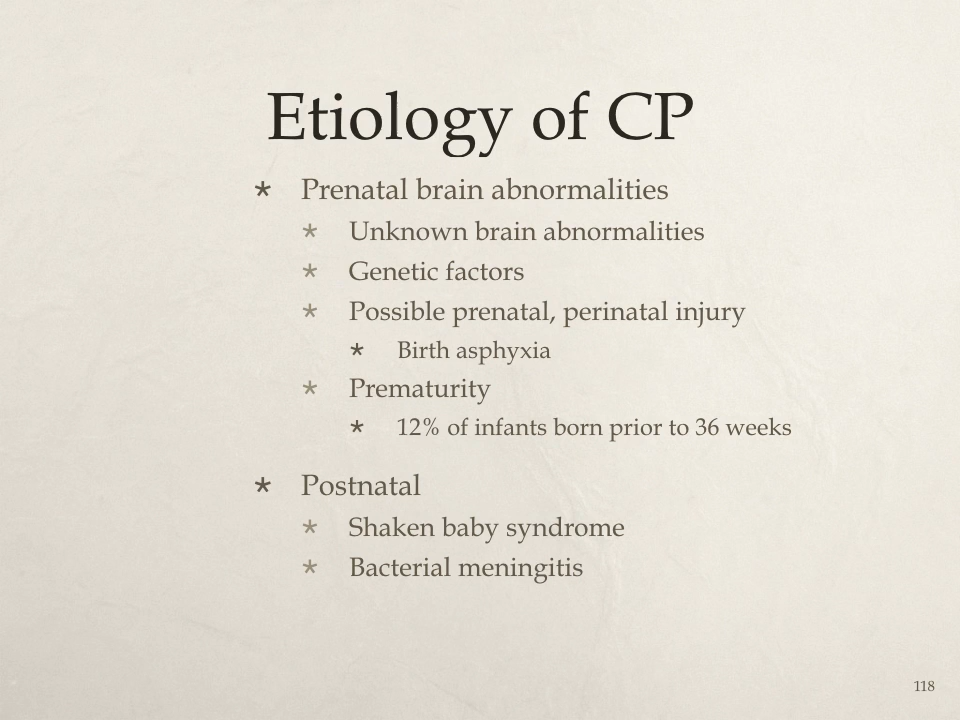 Etiology of CP
* Prenatal brain abnormalities
* Unknown brain abnormalities
* Genetic factors
* Possible prenatal, perinatal injury
* Birth asphyxia
* Prematurity
* 12% of infants born prior to 36 weeks
* Postnatal
* Shaken baby syndrome
* Bacterial meningitis
118